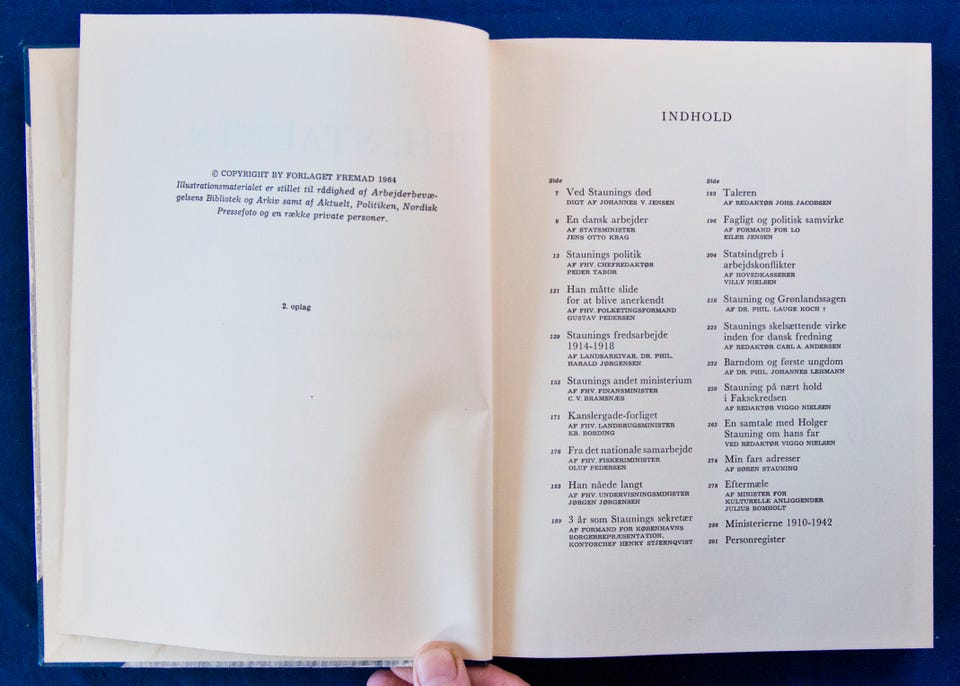 © COPYRIGHT BY FORLAGET FREMAD 1964
Illustrationsmaterialet er stillet til rådighed af Arbejderbevæ-
gelsens Bibliotek og Arkiv samt af Aktuelt, Politiken, Nordisk
Pressefoto og en række private personer.
2. oplag
INDHOLD
Side
7 Ved Staunings død
DIGT AF JOHANNES V. JENSEN
9 En dansk arbejder
AF STATSMINISTER
JENS OTTO KRAG
12 Staunings politik
AF FHV. CHEFREDAKTØR
PEDER TABOR
121 Han måtte slide
for at blive anerkendt
AF FHV. FOLKETINGSFORMAND
GUSTAV PEDERSEN
129 Staunings fredsarbejde
1914-1918
AF LANDSARKIVAR, DR. PHIL.
HARALD JØRGENSEN
153 Staunings andet ministerium
AF FHV. FINANSMINISTER
C. V. BRAMSNÆS
171 Kanslergade-forliget
AF FHV. LANDBRUGSMINISTER
KR. BORDING
176 Fra det nationale samarbejde
AF FHV. FISKERIMINISTER
OLUF PEDERSEN
183 Han nåede langt
AF FHV. UNDERVISNINGSMINISTER
JØRGEN JØRGENSEN
189 3 år som Staunings sekretær
AF FORMAND FOR KØBENHAVNS
BORGERREPRÆSENTATION,
KONTORCHEF HENRY STJERNQVIST
Side
193 Taleren
AF REDAKTØR JOHS. JACOBSEN
196 Fagligt og politisk samvirke
AF FORMAND FOR LO
EILER JENSEN
204 Statsindgreb i
arbejdskonflikter
AF HOVEDKASSERER
VILLY NIELSEN
216 Stauning og Grønlandssagen
AF DR. PHIL. LAUGE KOCH †
225 Staunings skelsættende virke
inden for dansk fredning
AF REDAKTØR CARL A. ANDERSEN
232 Barndom og første ungdom
AF DR. PHIL. JOHANNES LEHMANN
239 Stauning på nært hold
i Faksekredsen
AF REDAKTØR VIGGO NIELSEN
265 En samtale med Holger
Stauning om hans far
VED REDAKTØR VIGGO NIELSEN
274 Min fars adresser
AF SØREN STAUNING
278 Eftermæle
AF MINISTER FOR
KULTURELLE ANLIGGENDER
JULIUS BOMHOLT
288 Ministerierne 1910-1942
291 Personregister